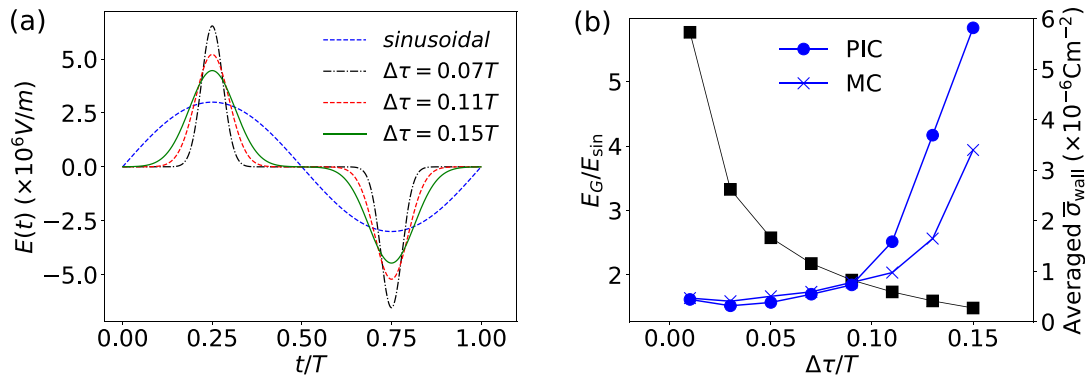 (a)
E(t) (×10⁶V/m)
5.0
2.5
0.0
−2.5
−5.0
sinusoidal
Δτ = 0.07T
Δτ = 0.11T
Δτ = 0.15T
0.00 0.25 0.50 0.75 1.00
t/T
(b)
E_G/E_sin
5
4
3
2
PIC
MC
6
5
4
3
2
1
0
Averaged σ̅_wall (×10⁻⁶Cm⁻²)
0.00 0.05 0.10 0.15
Δτ/T